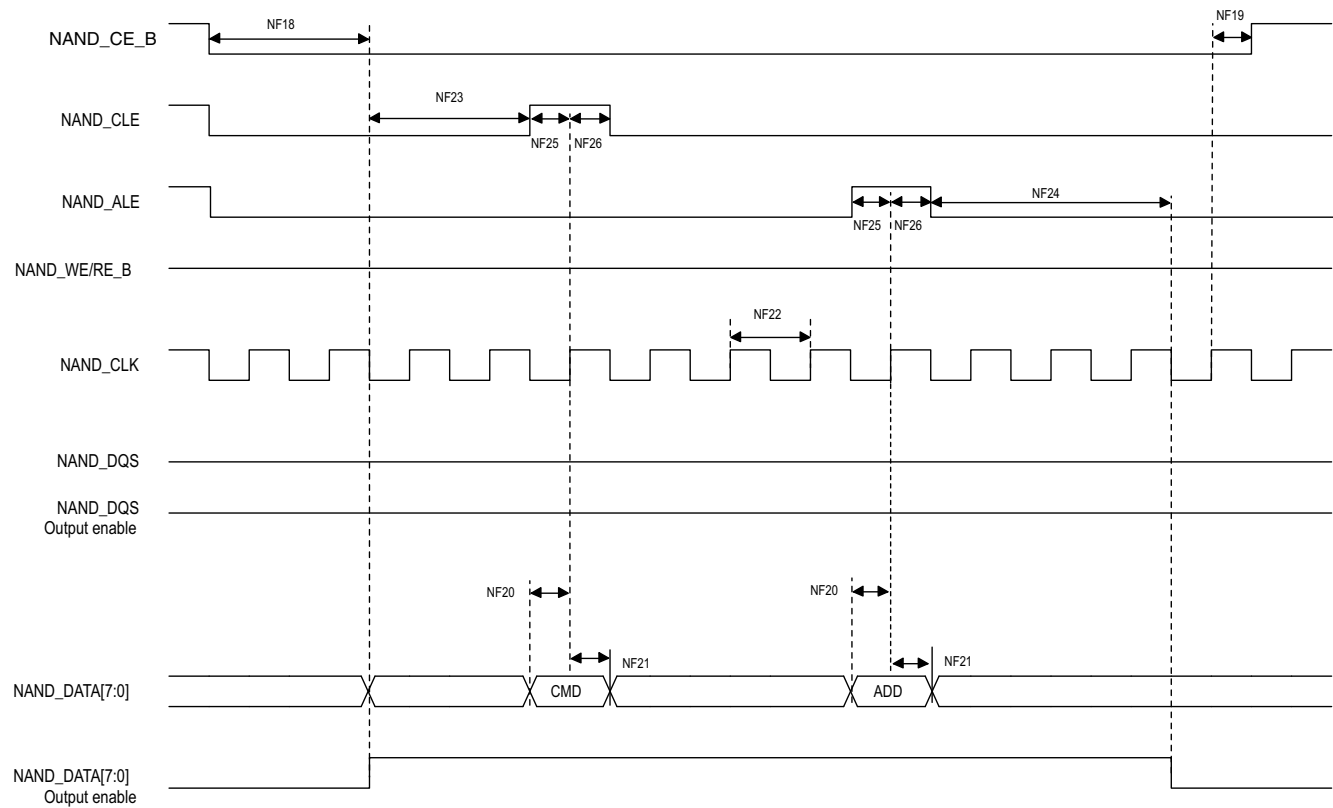 NF19
NF18
NAND_CE_B
NF23
NAND_CLE
NF25 NF26
NF24
NAND_ALE
NF25 NF26
NAND_WE/RE_B
NF22
NAND_CLK
NAND_DQS
NAND_DQS
Output enable
NF20
NF20
NF21
NF21
NAND_DATA[7:0]
CMD
ADD
NAND_DATA[7:0]
Output enable